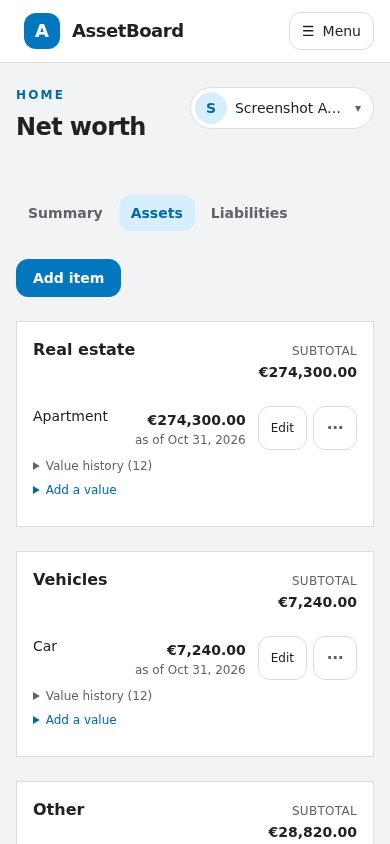 A AssetBoard ☰ Menu
HOME
Net worth
S Screenshot A... ▾
Summary Assets Liabilities
Add item
Real estate SUBTOTAL
€274,300.00
Apartment €274,300.00 Edit ...
as of Oct 31, 2026
Value history (12)
Add a value
Vehicles SUBTOTAL
€7,240.00
Car €7,240.00 Edit ...
as of Oct 31, 2026
Value history (12)
Add a value
Other SUBTOTAL
€28,820.00